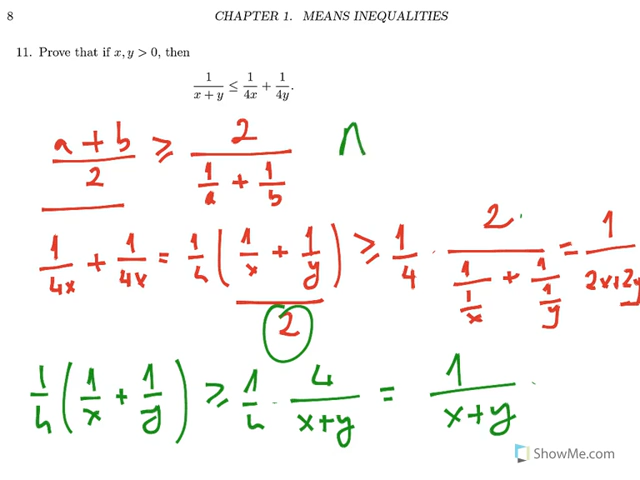 8 CHAPTER 1. MEANS INEQUALITIES
11. Prove that if x, y > 0, then
1/(x + y) ≤ 1/(4x) + 1/(4y).
(a + b)/2 ≥ 2/(1/a + 1/b) n
1/(4x) + 1/(4x) = 1/4 (1/x + 1/y)/2 ≥ 1/4 · 2/(1/(1/x) + 1/(1/y)) = 1/(2x+2y)
1/4 (1/x + 1/y) ≥ 1/4 · 4/(x+y) = 1/(x+y)
ShowMe.com